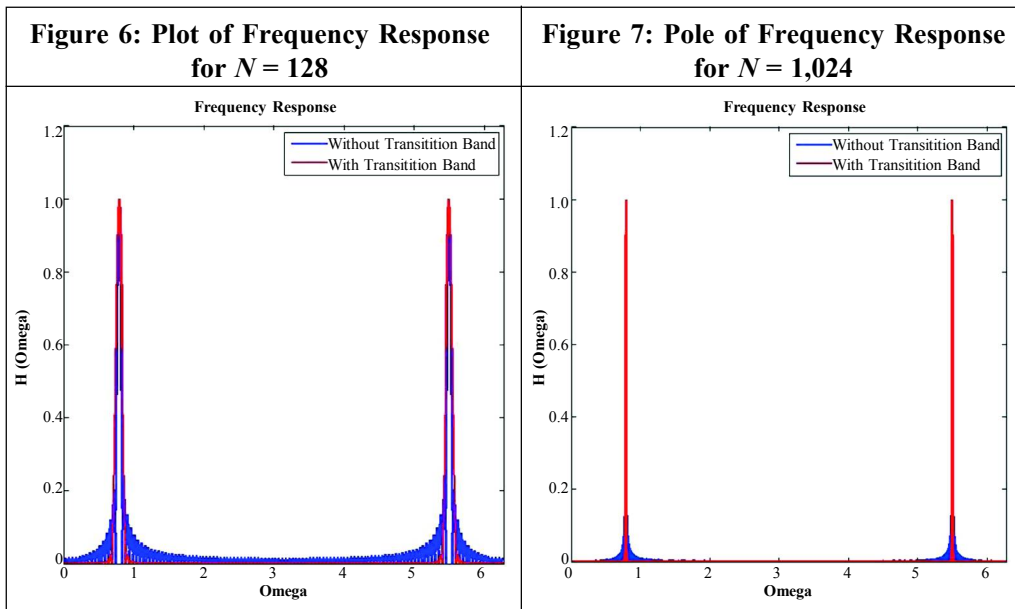 Figure 6: Plot of Frequency Response
for N = 128
Figure 7: Pole of Frequency Response
for N = 1,024
Frequency Response
1.2
1.0
0.8
0.6
0.4
0.2
0
H (Omega)
Without Transitition Band
With Transitition Band
0 1 2 3 4 5 6
Omega
Frequency Response
1.2
1.0
0.8
0.6
0.4
0.2
0
H (Omega)
Without Transitition Band
With Transitition Band
0 1 2 3 4 5 6
Omega